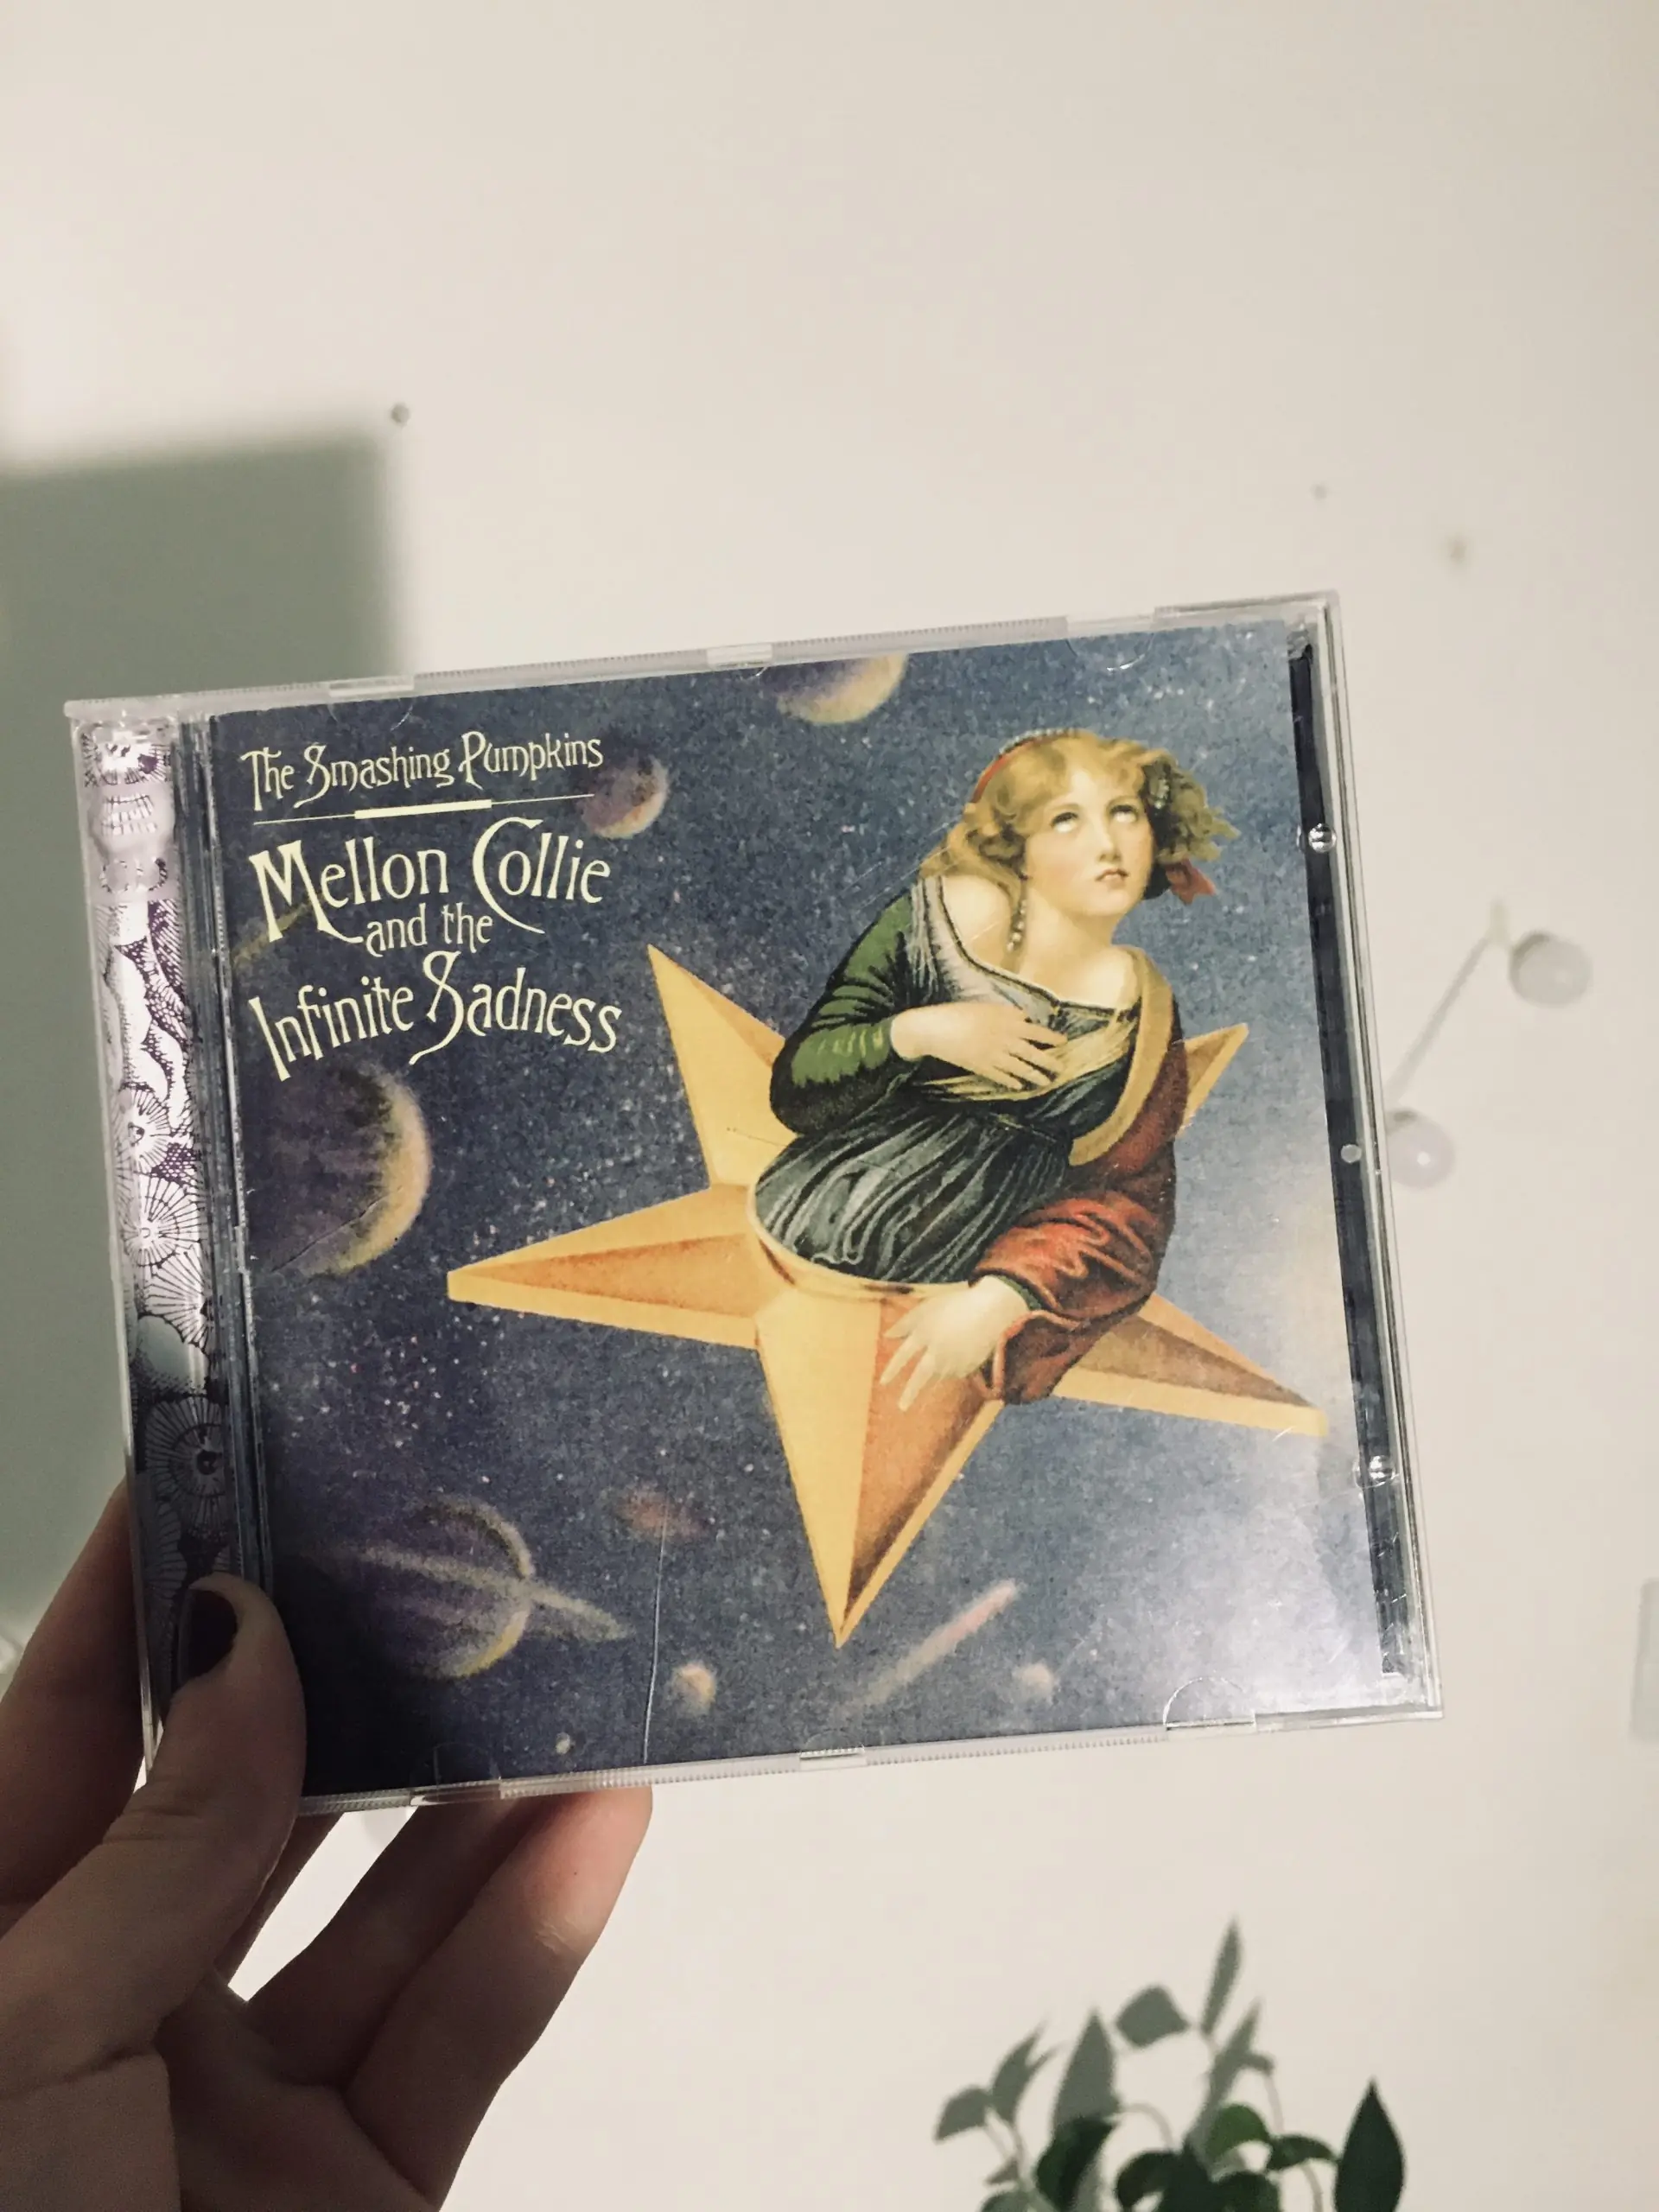 The Smashing Pumpkins
Mellon Collie
and the
Infinite Sadness